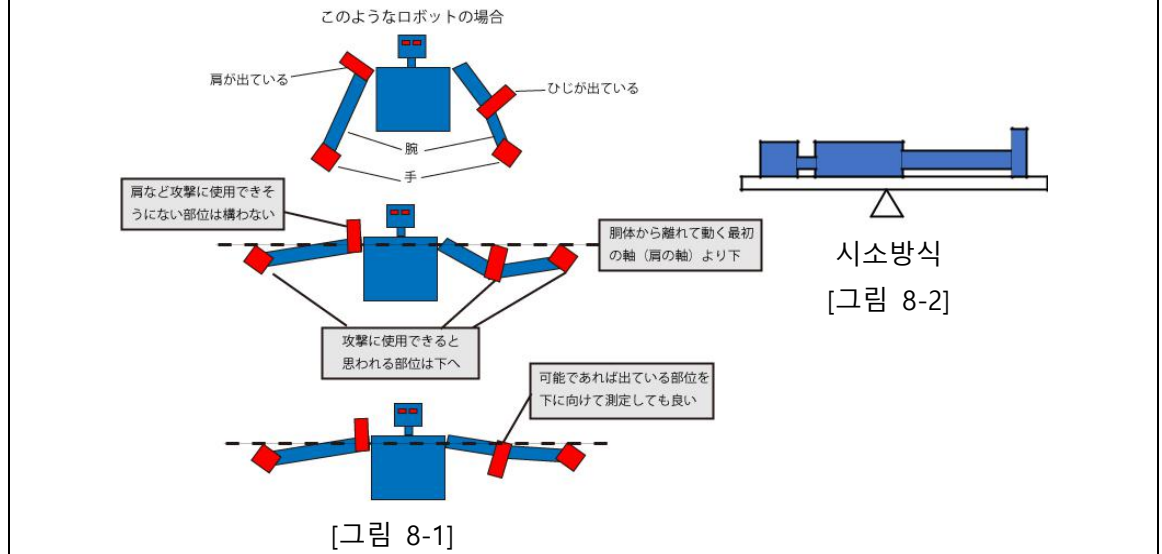 このようなロボットの場合
肩が出ている
ひじが出ている
腕
手
肩など攻撃に使用できそ
うにない部位は構わない
胴体から離れて動く最初
の軸（肩の軸）より下
攻撃に使用できると
思われる部位は下へ
可能であれば出ている部位を
下に向けて測定しても良い
[그림 8-1]
시소방식
[그림 8-2]